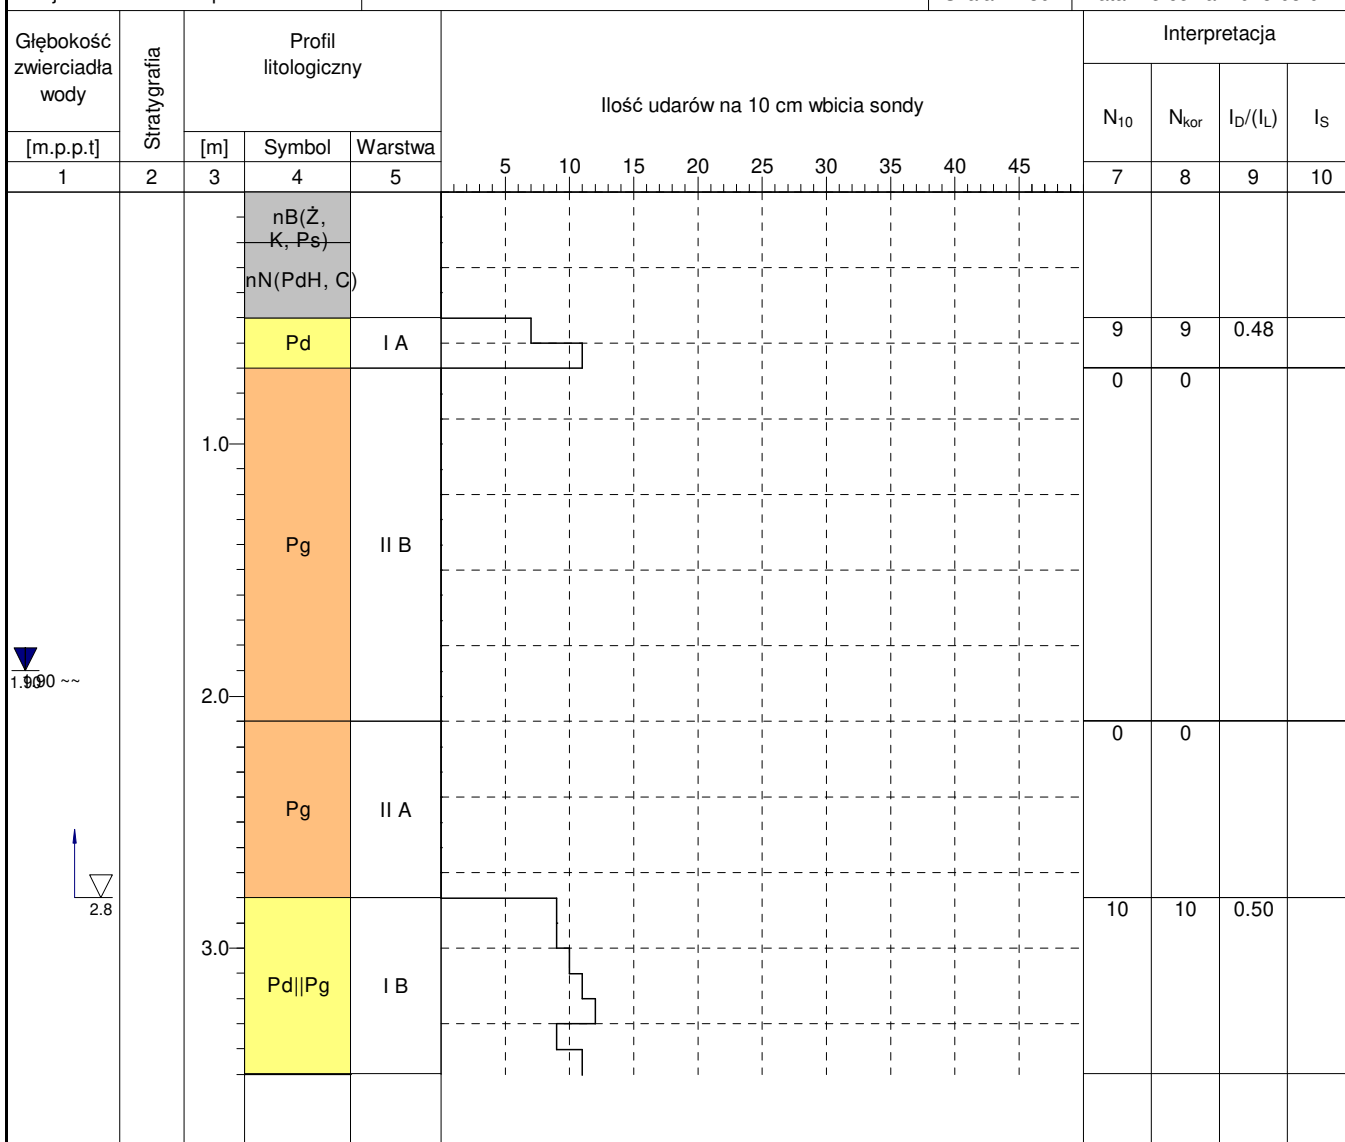 Głębokość
zwierciadła
wody
[m.p.p.t]
Stratygrafia
Profil
litologiczny
[m] Symbol Warstwa
Ilość udarów na 10 cm wbicia sondy
5 10 15 20 25 30 35 40 45
Interpretacja
N10 Nkor ID/(IL) IS
1 2 3 4 5 7 8 9 10
nB(Ż,
K, Ps)
nN(PdH, C)
Pd I A 9 9 0.48
0 0
1.0
Pg II B
1.90 ~~
2.0
0 0
Pg II A
2.8
10 10 0.50
3.0
Pd||Pg I B